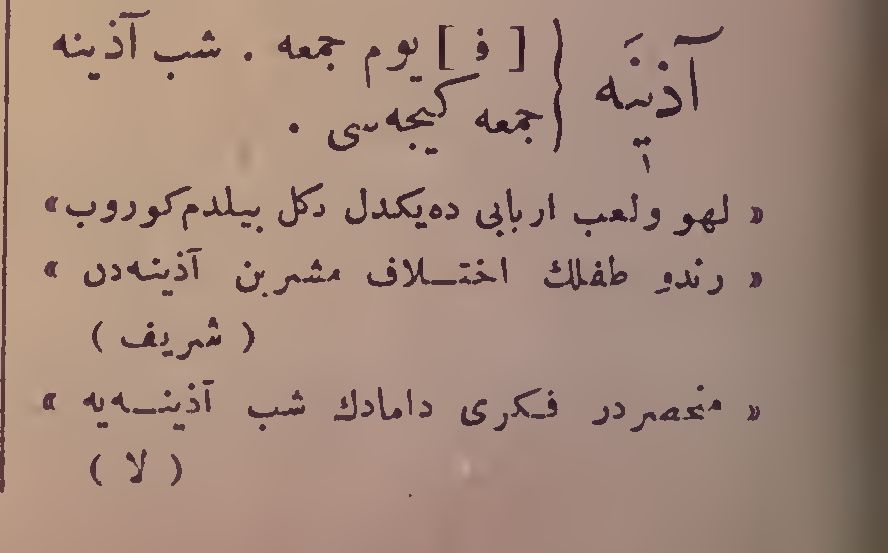 آذینَه { [ ف ] یوم جمعه . شب آذینه
جمعه کیجه‌سی .
« لهو ولعب اربابی ده‌یکدل دکل بیلدم کوروب »
« رندو طفلك اختلاف مشربن آذینه‌دن »
( شریف )
« منحصردر فکری دامادك شب آذینه‌یه »
( لا )